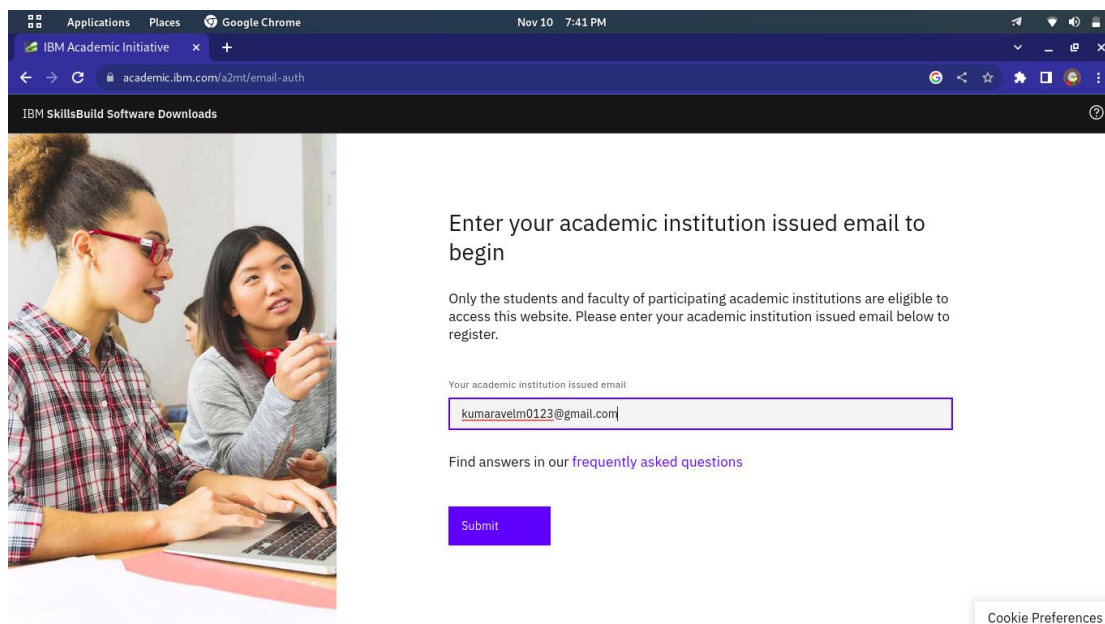 Applications Places Google Chrome Nov 10 7:41 PM
IBM Academic Initiative
academic.ibm.com/a2mt/email-auth
IBM SkillsBuild Software Downloads
Enter your academic institution issued email to
begin
Only the students and faculty of participating academic institutions are eligible to
access this website. Please enter your academic institution issued email below to
register.
Your academic institution issued email
kumaravelm0123@gmail.com
Find answers in our frequently asked questions
Submit
Cookie Preferences